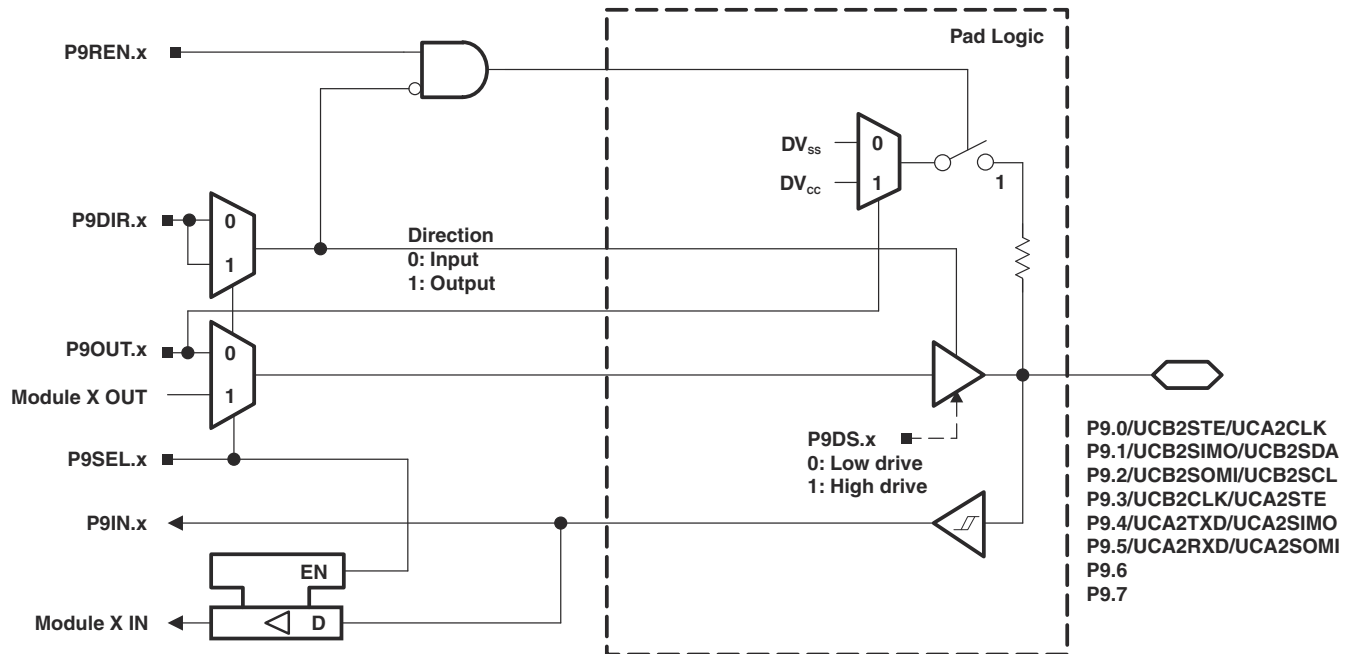 Pad Logic
P9REN.x
DVss
0
DVcc
1
1
P9DIR.x
0
1
Direction
0: Input
1: Output
P9OUT.x
0
Module X OUT
1
P9SEL.x
P9DS.x
0: Low drive
1: High drive
P9IN.x
EN
Module X IN
D
P9.0/UCB2STE/UCA2CLK
P9.1/UCB2SIMO/UCB2SDA
P9.2/UCB2SOMI/UCB2SCL
P9.3/UCB2CLK/UCA2STE
P9.4/UCA2TXD/UCA2SIMO
P9.5/UCA2RXD/UCA2SOMI
P9.6
P9.7